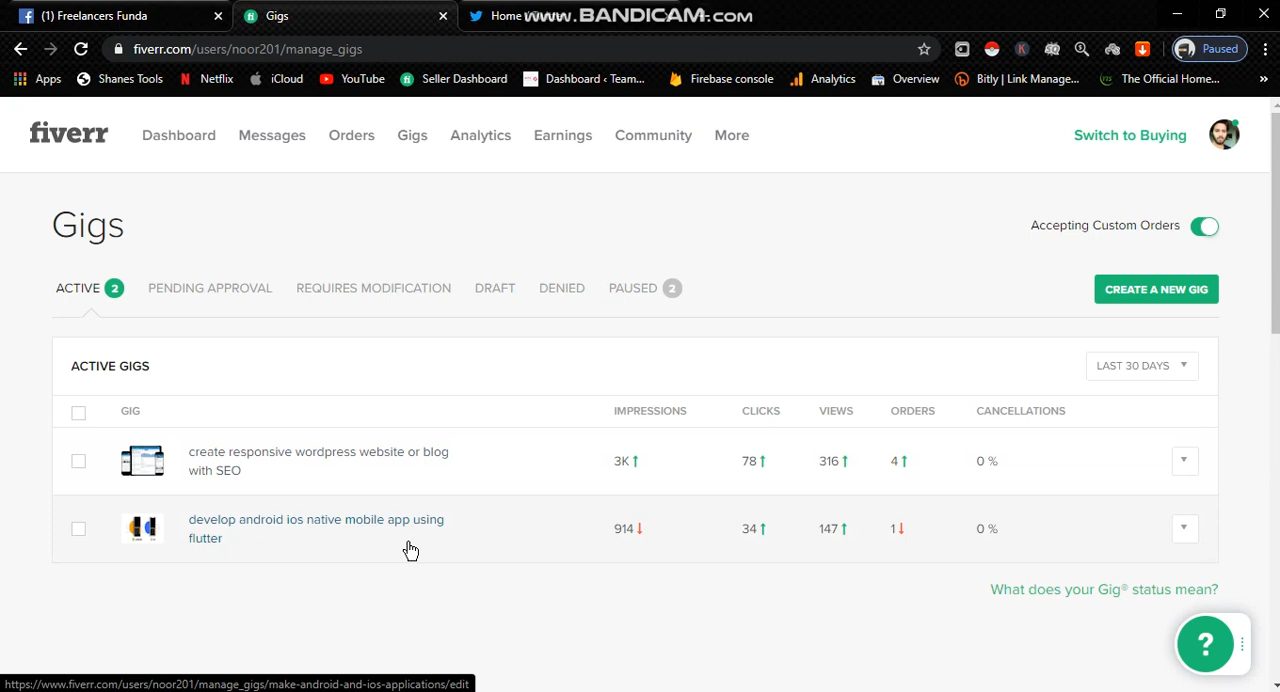 (1) Freelancers Funda
Gigs
Home
www.BANDICAM.com
fiverr.com/users/noor201/manage_gigs
Paused
Apps
Shanes Tools
Netflix
iCloud
YouTube
Seller Dashboard
Dashboard ‹ Team...
Firebase console
Analytics
Overview
Bitly | Link Manage...
The Official Home...
fiverr
Dashboard
Messages
Orders
Gigs
Analytics
Earnings
Community
More
Switch to Buying
Gigs
Accepting Custom Orders
ACTIVE 2
PENDING APPROVAL
REQUIRES MODIFICATION
DRAFT
DENIED
PAUSED 2
CREATE A NEW GIG
ACTIVE GIGS
LAST 30 DAYS
GIG
IMPRESSIONS
CLICKS
VIEWS
ORDERS
CANCELLATIONS
create responsive wordpress website or blog
with SEO
3K
78
316
4
0 %
develop android ios native mobile app using
flutter
914
34
147
1
0 %
What does your Gig® status mean?
?
https://www.fiverr.com/users/noor201/manage_gigs/make-android-and-ios-applications/edit